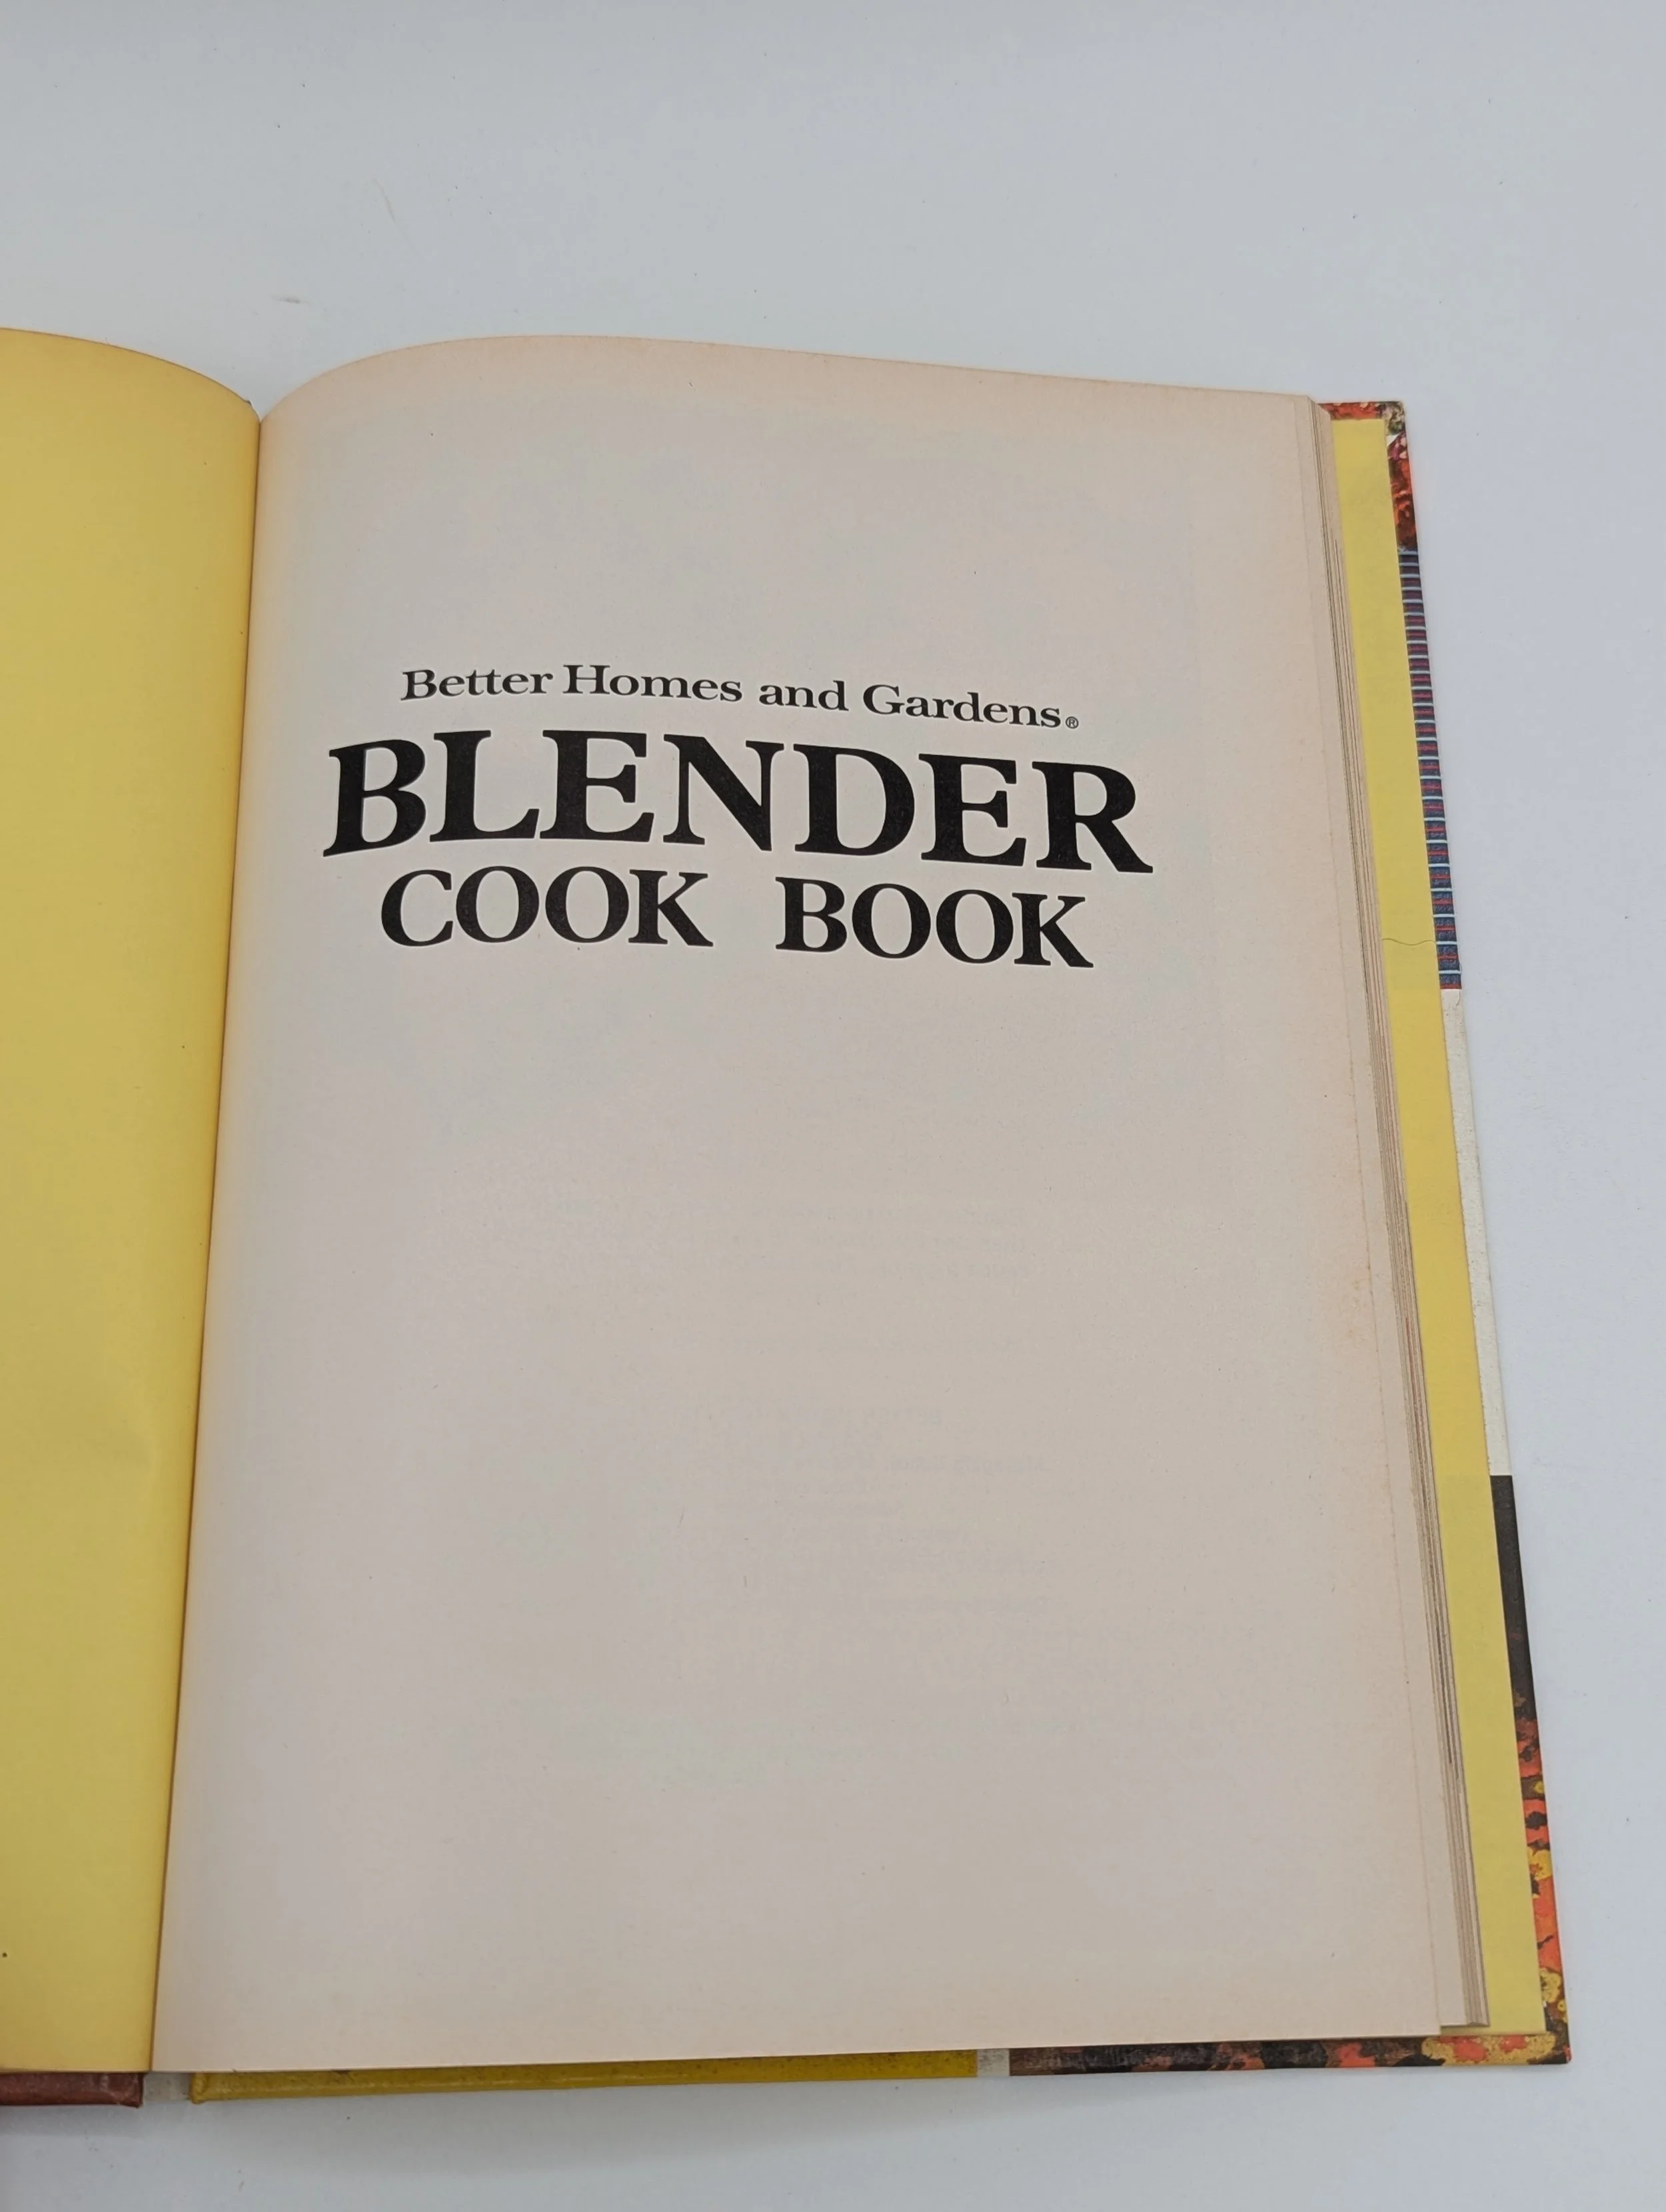 Better Homes and Gardens®
BLENDER
COOK BOOK